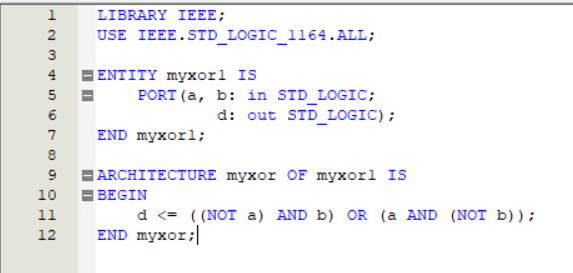 1 LIBRARY IEEE;
2 USE IEEE.STD_LOGIC_1164.ALL;
3
4 ENTITY myxor1 IS
5 PORT(a, b: in STD_LOGIC;
6 d: out STD_LOGIC);
7 END myxor1;
8
9 ARCHITECTURE myxor OF myxor1 IS
10 BEGIN
11 d <= ((NOT a) AND b) OR (a AND (NOT b));
12 END myxor;